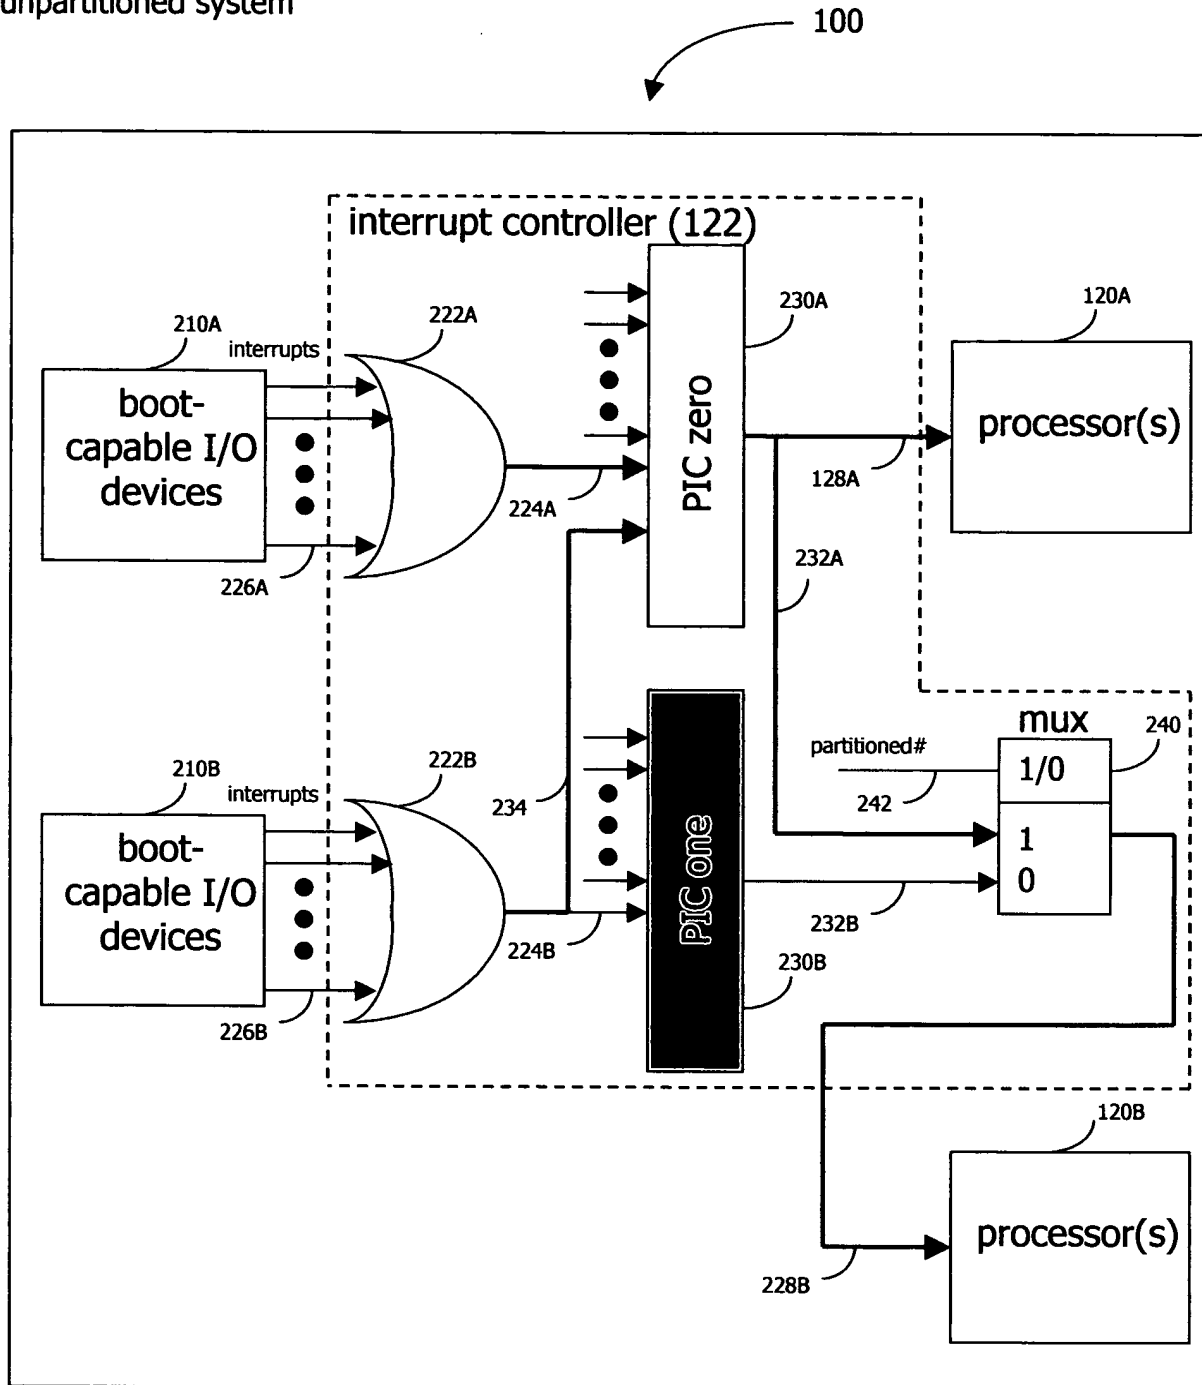 unpartitioned system
100
interrupt controller (122)
210A
interrupts
222A
230A
120A
boot-
capable I/O
devices
PIC zero
processor(s)
224A
128A
226A
232A
mux
partitioned#
240
210B
interrupts
222B
1/0
234
242
boot-
capable I/O
devices
PIC one
1
0
232B
224B
230B
226B
120B
processor(s)
228B